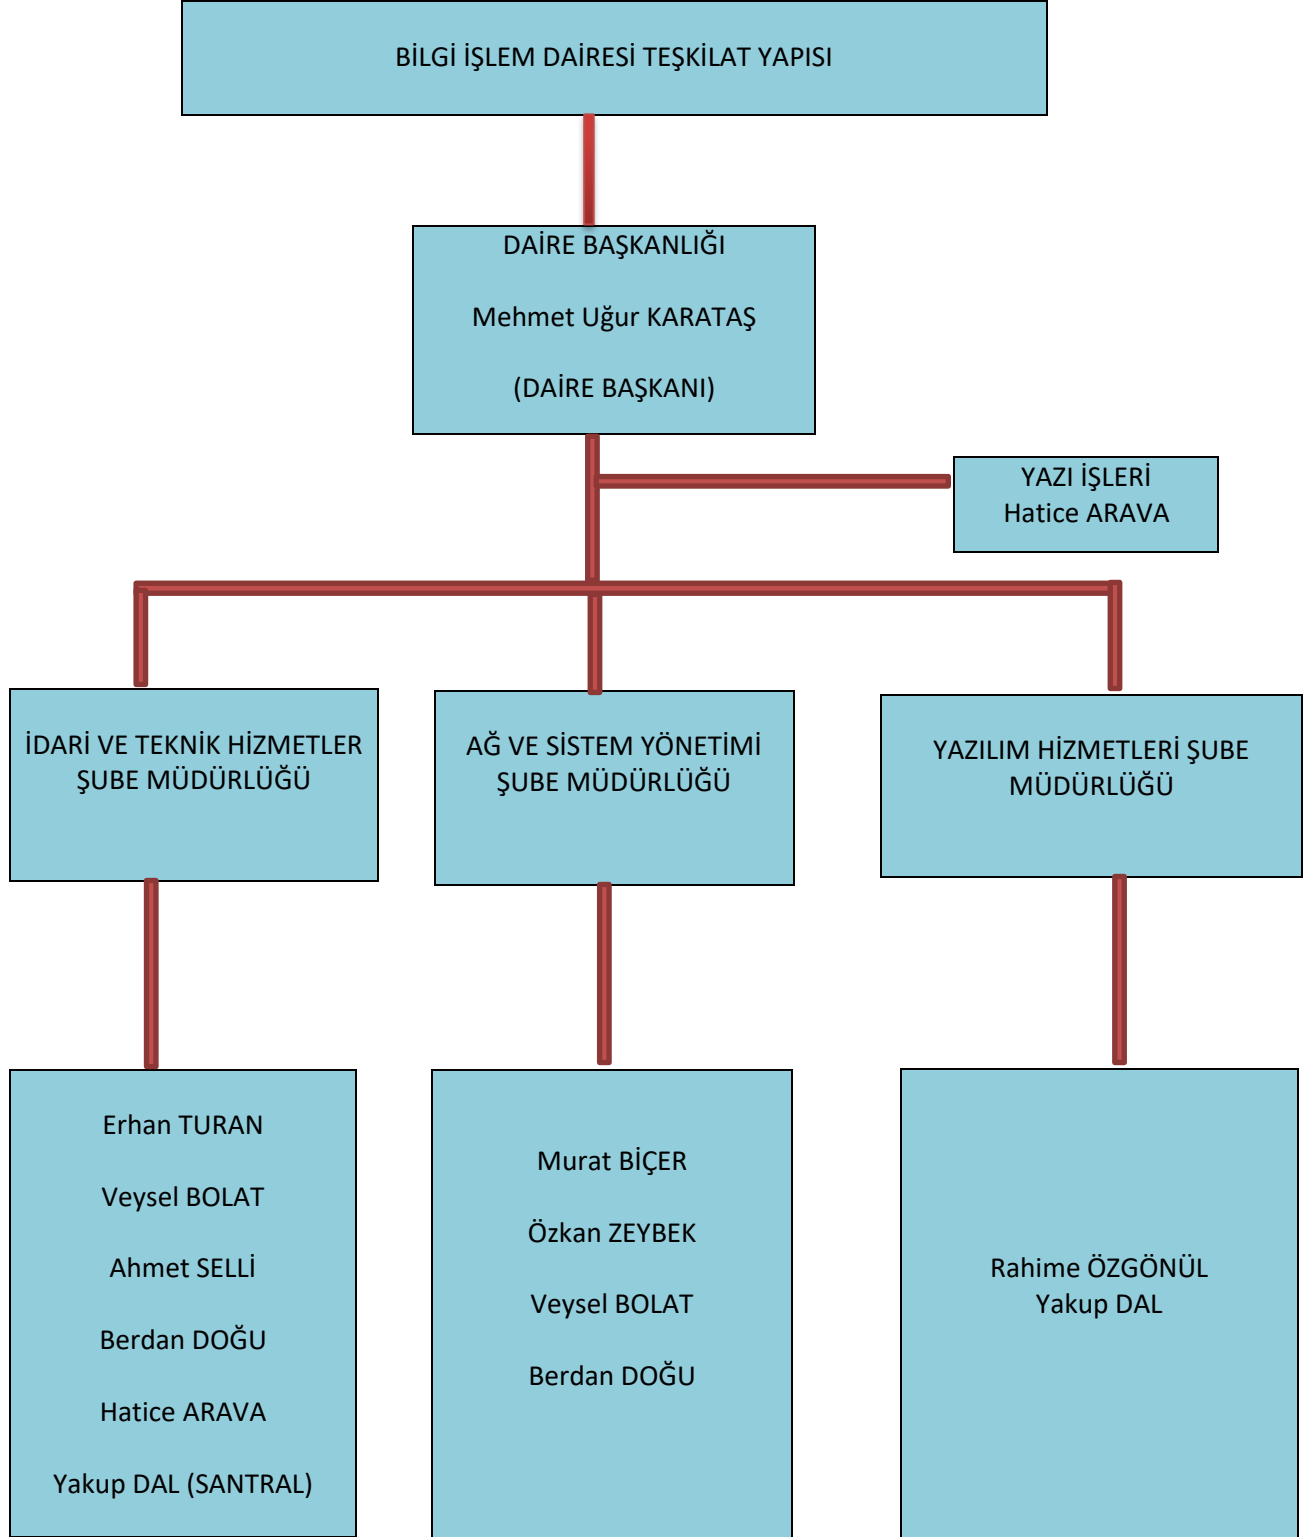 BİLGİ İŞLEM DAİRESİ TEŞKİLAT YAPISI
DAİRE BAŞKANLIĞI
Mehmet Uğur KARATAŞ
(DAİRE BAŞKANI)
YAZI İŞLERİ
Hatice ARAVA
İDARİ VE TEKNİK HİZMETLER
ŞUBE MÜDÜRLÜĞÜ
AĞ VE SİSTEM YÖNETİMİ
ŞUBE MÜDÜRLÜĞÜ
YAZILIM HİZMETLERİ ŞUBE
MÜDÜRLÜĞÜ
Erhan TURAN
Veysel BOLAT
Ahmet SELLİ
Berdan DOĞU
Hatice ARAVA
Yakup DAL (SANTRAL)
Murat BİÇER
Özkan ZEYBEK
Veysel BOLAT
Berdan DOĞU
Rahime ÖZGÖNÜL
Yakup DAL